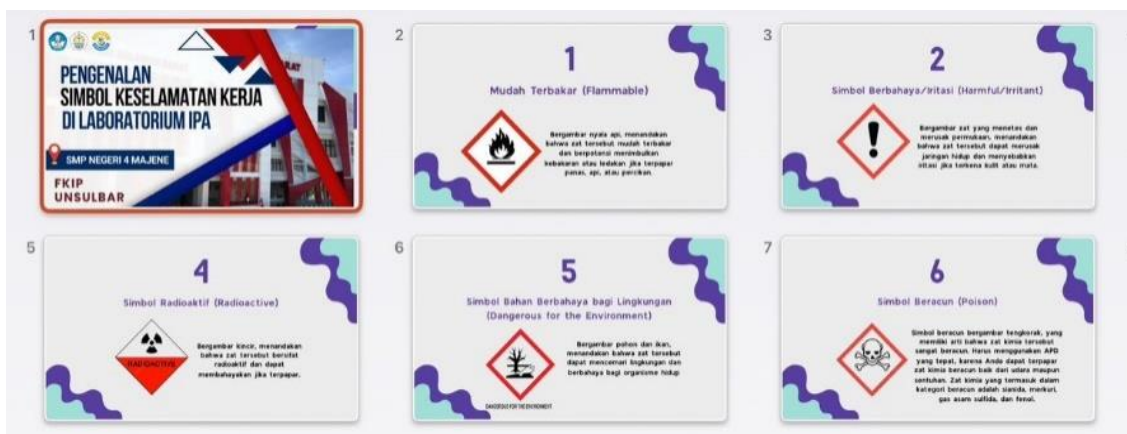 1
PENGENALAN
SIMBOL KESELAMATAN KERJA
DI LABORATORIUM IPA
SMP NEGERI 4 MAJENE
FKIP
UNSULBAR
2
1
Mudah Terbakar (Flammable)
Bergambar nyala api, menandakan
bahwa zat tersebut mudah terbakar
dan berpotensi menimbulkan
kebakaran atau ledakan jika terpapar
panas, api, atau percikan.
3
2
Simbol Berbahaya/Iritasi (Harmful/Irritant)
Bergambar zat yang menetes dan
merusak permukaan, menandakan
bahwa zat tersebut dapat merusak
jaringan hidup dan menyebabkan
iritasi jika terkena kulit atau mata.
5
4
Simbol Radioaktif (Radioactive)
RADIOACTIVE
Bergambar kincir, menandakan
bahwa zat tersebut bersifat
radioaktif dan dapat
membahayakan jika terpapar.
6
5
Simbol Bahan Berbahaya bagi Lingkungan
(Dangerous for the Environment)
Bergambar pohon dan ikan,
menandakan bahwa zat tersebut
dapat mencemari lingkungan dan
berbahaya bagi organisme hidup
DANGEROUS FOR THE ENVIRONMENT
7
6
Simbol Beracun (Poison)
Simbol beracun bergambar tengkorak, yang
memiliki arti bahwa zat kimia tersebut
sangat beracun. Harus menggunakan APD
yang tepat, karena Anda dapat terpapar
zat kimia beracun baik dari udara maupun
sentuhan. Zat kimia yang termasuk dalam
kategori beracun adalah sianida, merkuri,
gas asam sulfida, dan fenol.